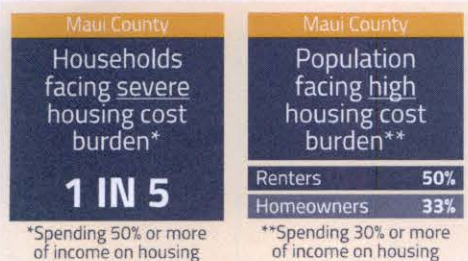 Maui County
Households
facing severe
housing cost
burden*
1 IN 5
*Spending 50% or more
of income on housing
Maui County
Population
facing high
housing cost
burden**
Renters 50%
Homeowners 33%
**Spending 30% or more
of income on housing